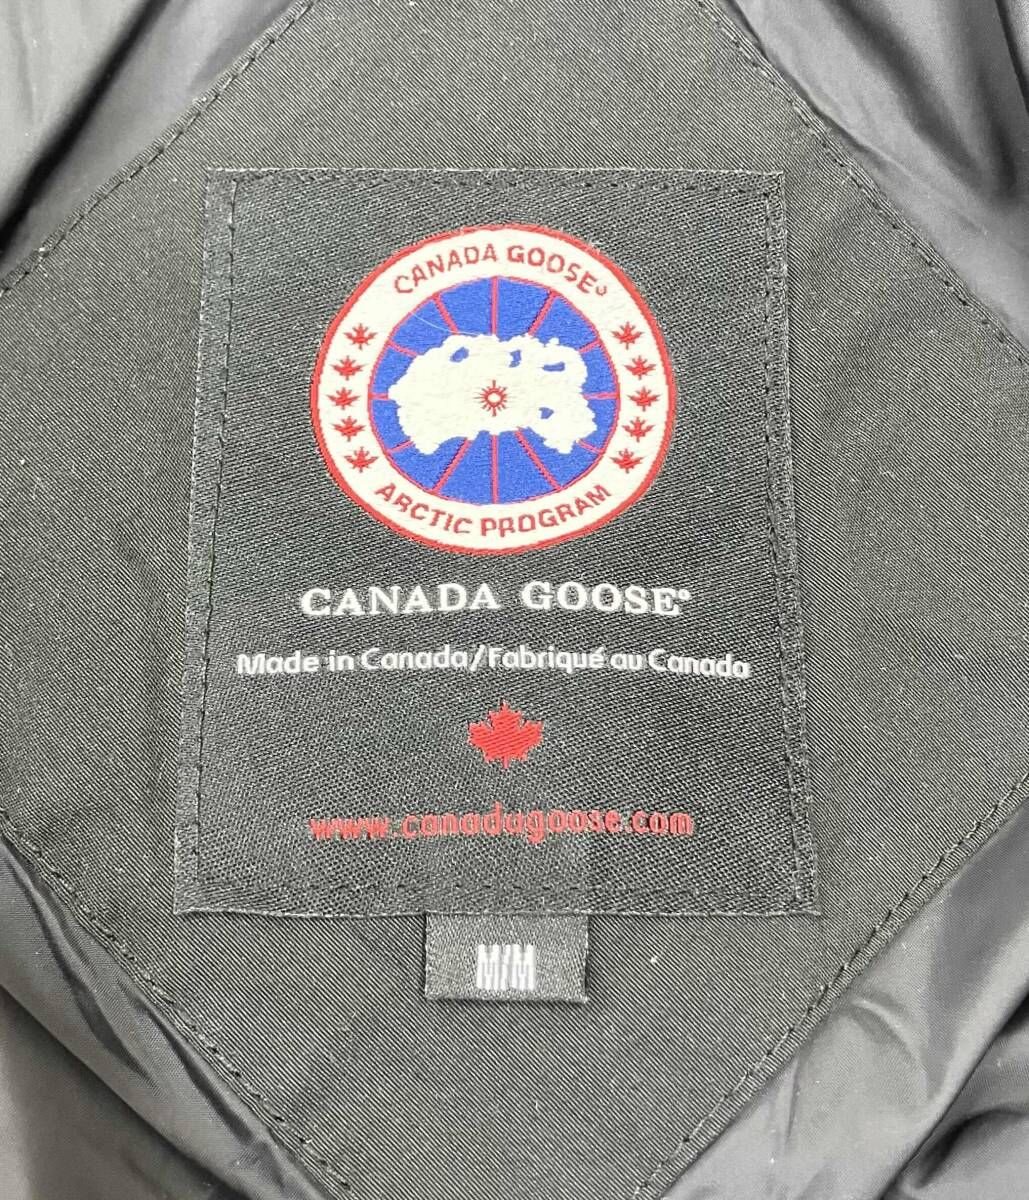 CANADA GOOSE
ARCTIC PROGRAM
CANADA GOOSE®
Made in Canada/Fabriqué au Canada
www.canadagoose.com
M/M